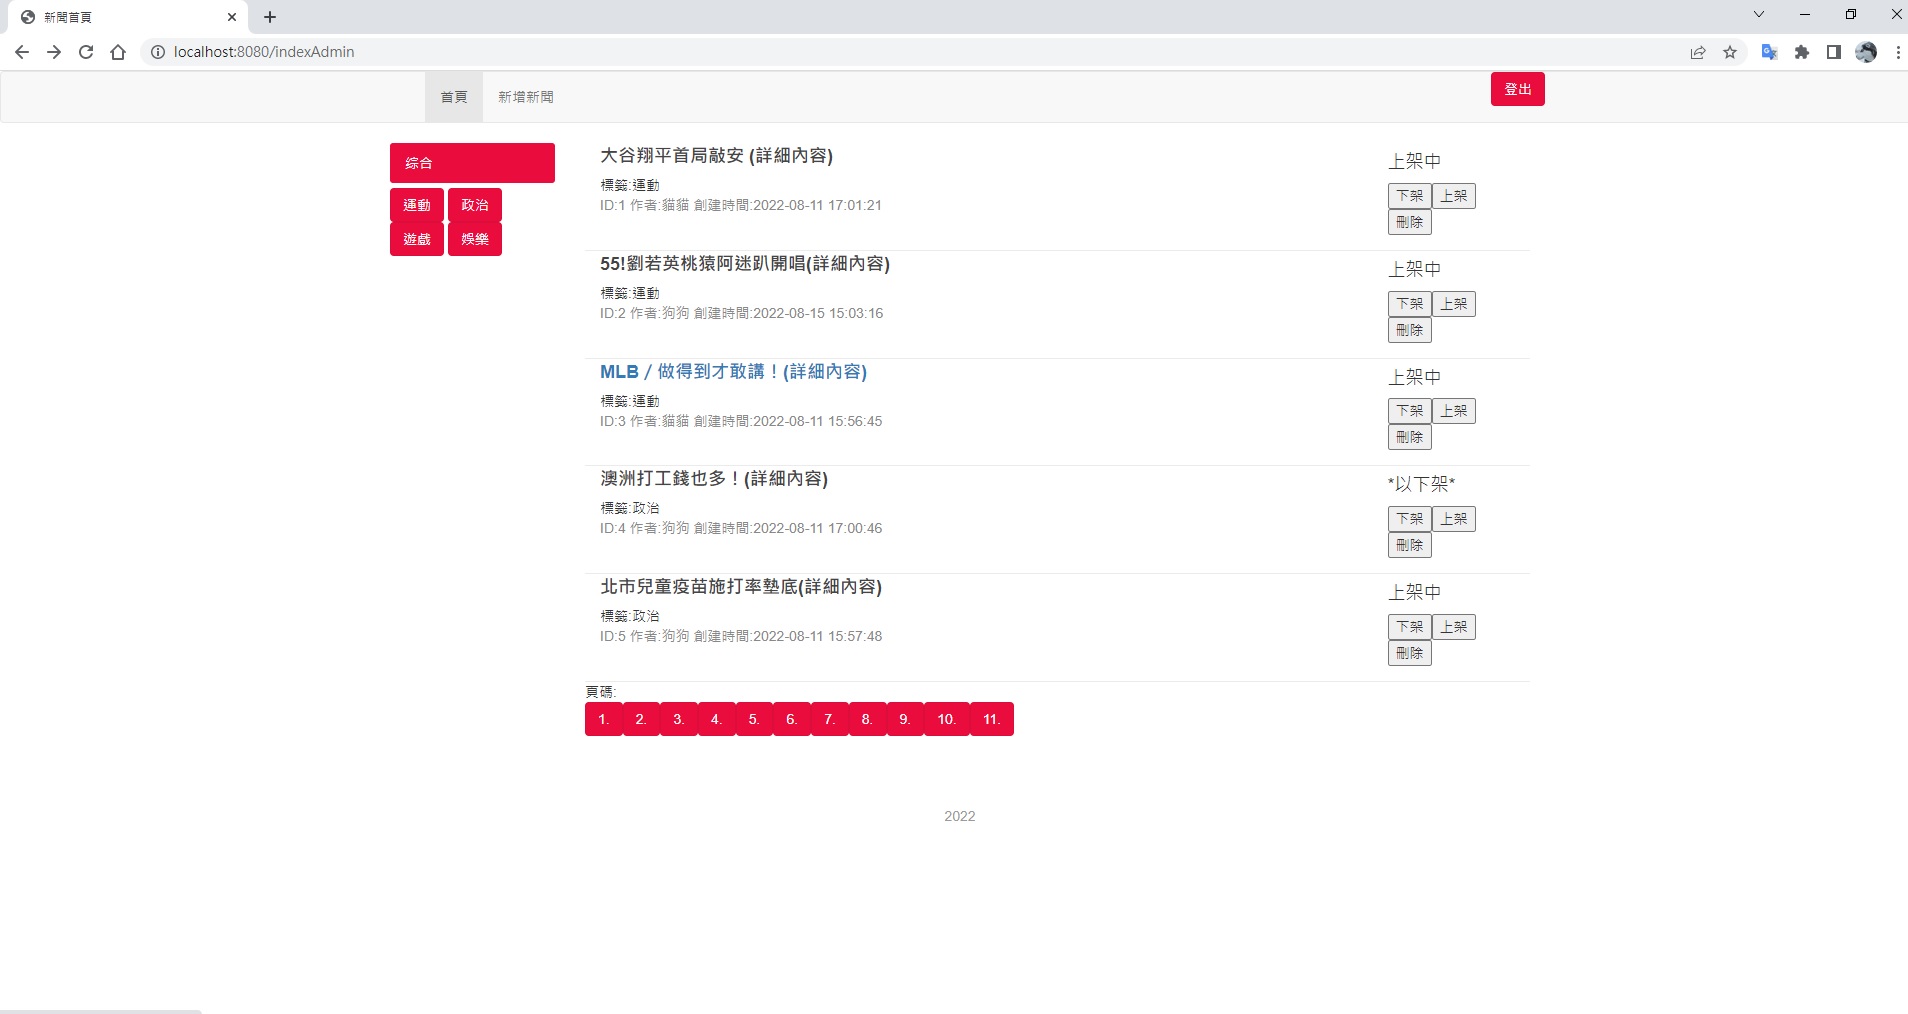 新聞首頁
localhost:8080/indexAdmin
首頁 新增新聞 登出
综合
運動 政治
遊戲 娛樂
大谷翔平首局敲安 (詳細內容)
標籤:運動
ID:1 作者:貓貓 創建時間:2022-08-11 17:01:21
上架中
下架 上架
刪除
55!劉若英桃猿阿迷趴開唱(詳細內容)
標籤:運動
ID:2 作者:狗狗 創建時間:2022-08-15 15:03:16
上架中
下架 上架
刪除
MLB / 做得到才敢講！(詳細內容)
標籤:運動
ID:3 作者:貓貓 創建時間:2022-08-11 15:56:45
上架中
下架 上架
刪除
澳洲打工錢也多！(詳細內容)
標籤:政治
ID:4 作者:狗狗 創建時間:2022-08-11 17:00:46
*以下架*
下架 上架
刪除
北市兒童疫苗施打率墊底(詳細內容)
標籤:政治
ID:5 作者:狗狗 創建時間:2022-08-11 15:57:48
上架中
下架 上架
刪除
頁碼:
1. 2. 3. 4. 5. 6. 7. 8. 9. 10. 11.
2022